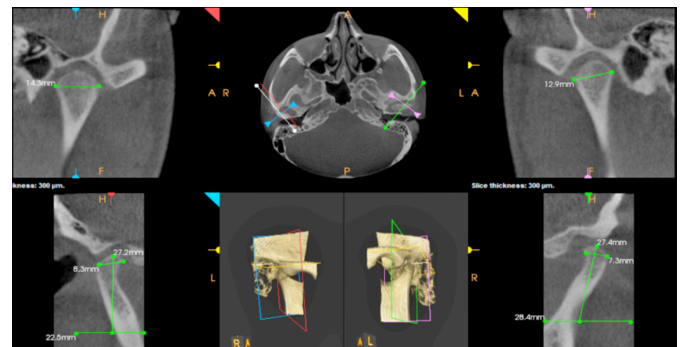 H H A H
14.3mm 12.9mm
A R L A
F P F
kness: 300 µm. Slice thickness: 300 µm.
H H
27.2mm 27.4mm
8.3mm 7.3mm
L R
22.5mm 28.4mm
R A A L